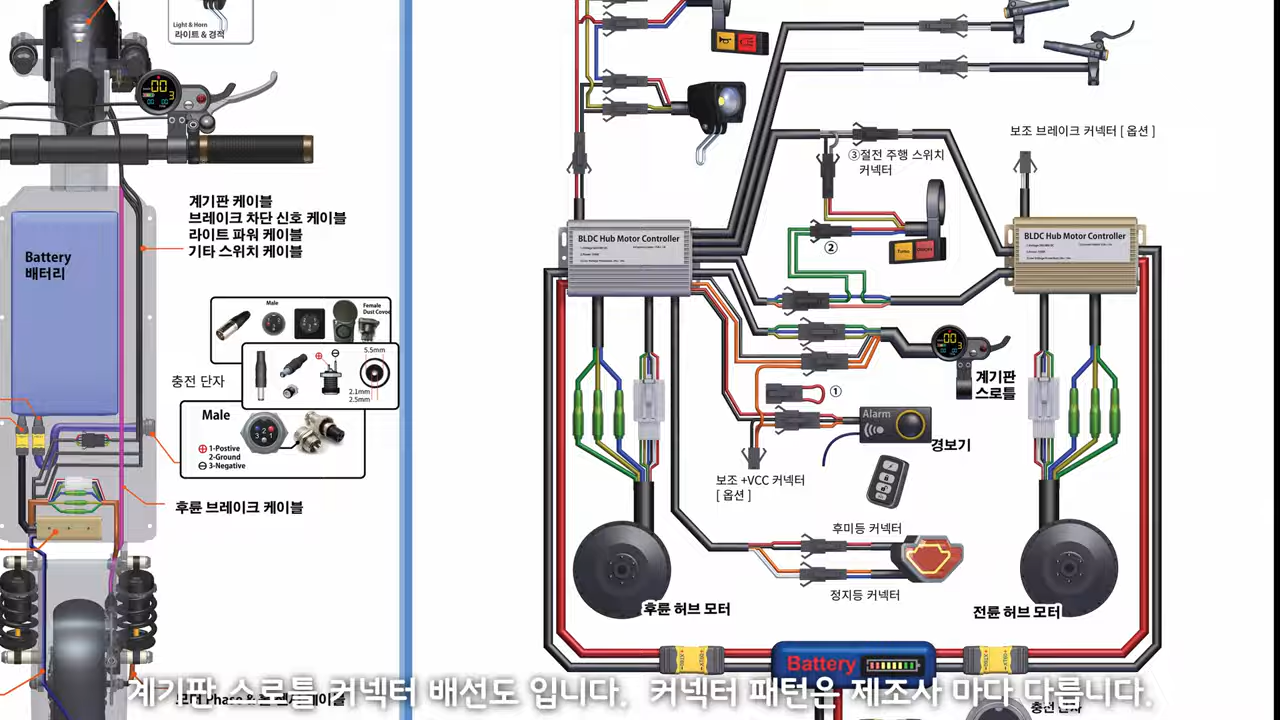 Light & Horn
라이트 & 경적
계기판 케이블
브레이크 차단 신호 케이블
라이트 파워 케이블
기타 스위치 케이블
Battery
배터리
Male
Female
충전 단자
5.5mm
2.1mm
2.5mm
Male
1-Postive
2-Ground
3-Negative
후륜 브레이크 케이블
보조 브레이크 커넥터 [ 옵션 ]
③절전 주행 스위치
커넥터
②
BLDC Hub Motor Controller
BLDC Hub Motor Controller
계기판
스로틀
①
Alarm
경보기
보조 +VCC 커넥터
[ 옵션 ]
후미등 커넥터
정지등 커넥터
후륜 허브 모터
전륜 허브 모터
Battery
계기판 스로틀 커넥터 배선도 입니다. 커넥터 패턴은 제조사 마다 다릅니다.
충전 단자